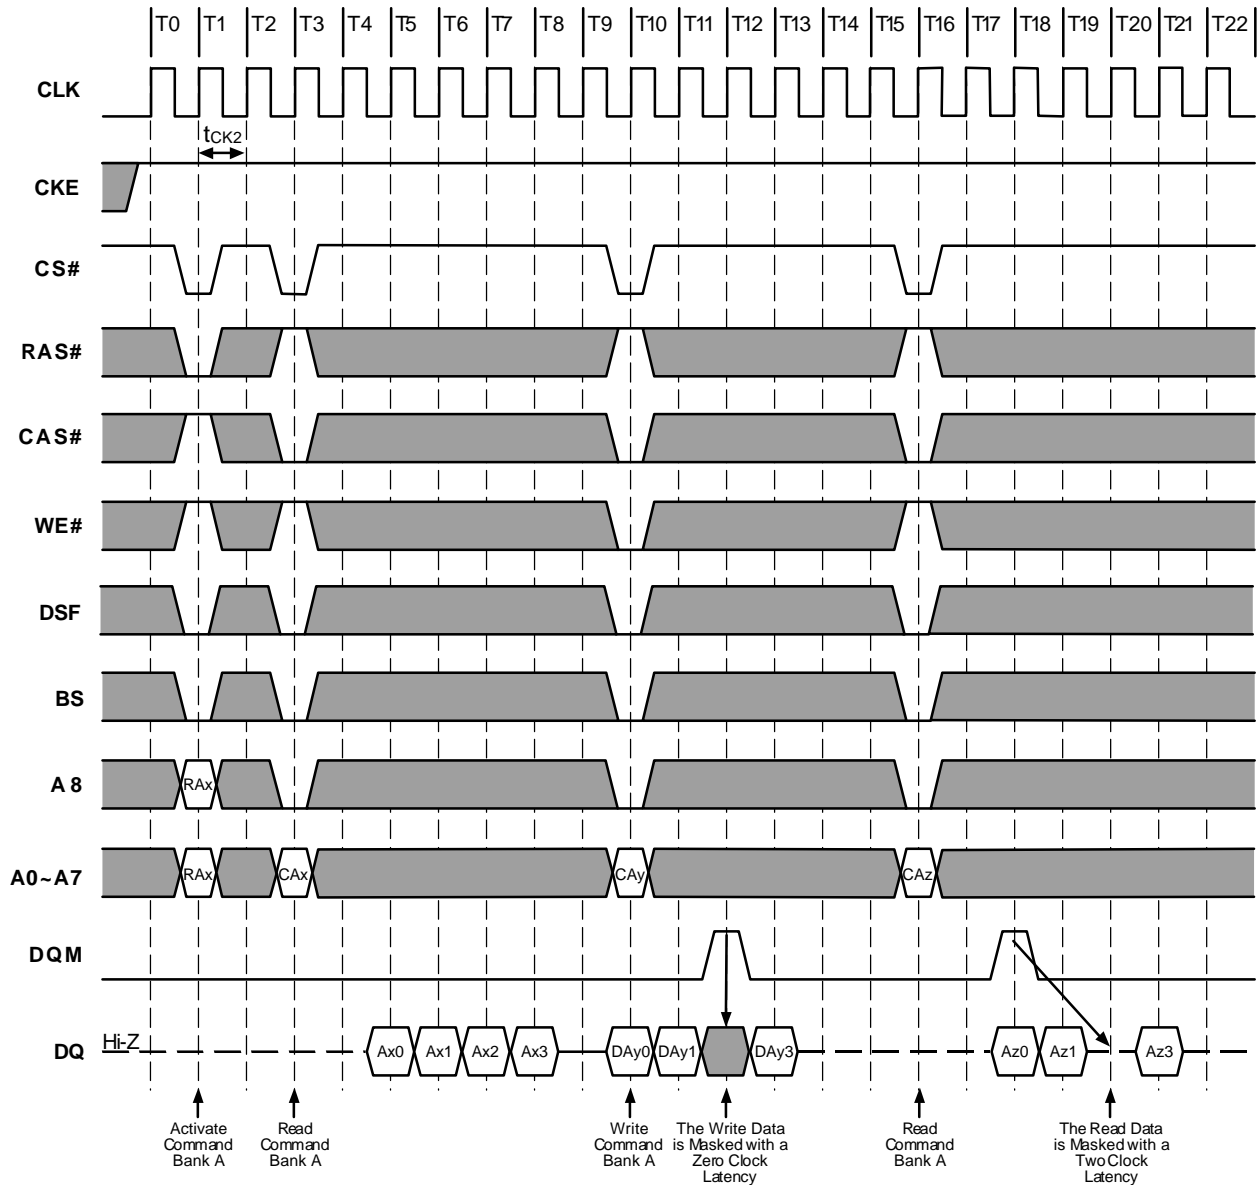 T0 T1 T2 T3 T4 T5 T6 T7 T8 T9 T10 T11 T12 T13 T14 T15 T16 T17 T18 T19 T20 T21 T22
CLK
tCK2
CKE
CS#
RAS#
CAS#
WE#
DSF
BS
A8 RAx
A0~A7 RAx CAx CAy CAz
DQM
DQ Hi-Z Ax0 Ax1 Ax2 Ax3 DAy0 DAy1 DAy3 Az0 Az1 Az3
Activate
Command
Bank A
Read
Command
Bank A
Write
Command
Bank A
The Write Data
is Masked with a
Zero Clock
Latency
Read
Command
Bank A
The Read Data
is Masked with a
Two Clock
Latency